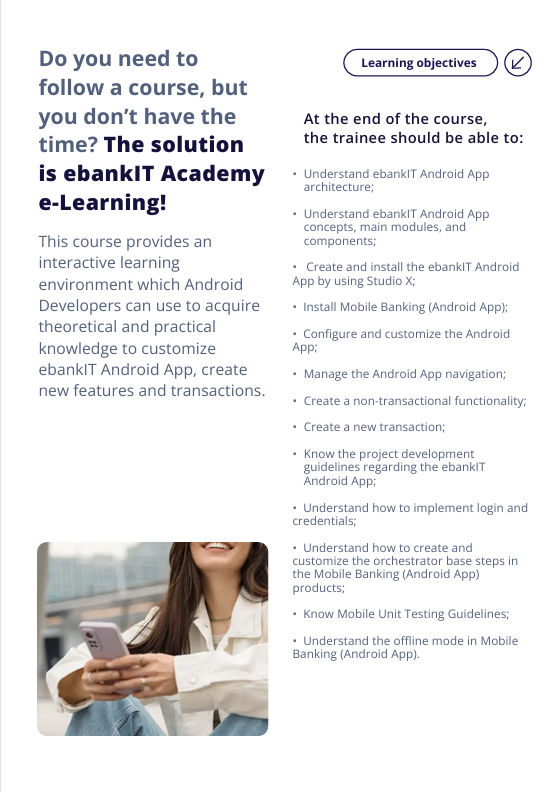 Do you need to
follow a course, but
you don’t have the
time? The solution
is ebankIT Academy
e-Learning!
This course provides an
interactive learning
environment which Android
Developers can use to acquire
theoretical and practical
knowledge to customize
ebankIT Android App, create
new features and transactions.
Learning objectives
At the end of the course,
the trainee should be able to:
• Understand ebankIT Android App
architecture;
• Understand ebankIT Android App
concepts, main modules, and
components;
• Create and install the ebankIT Android
App by using Studio X;
• Install Mobile Banking (Android App);
• Configure and customize the Android
App;
• Manage the Android App navigation;
• Create a non-transactional functionality;
• Create a new transaction;
• Know the project development
guidelines regarding the ebankIT
Android App;
• Understand how to implement login and
credentials;
• Understand how to create and
customize the orchestrator base steps in
the Mobile Banking (Android App)
products;
• Know Mobile Unit Testing Guidelines;
• Understand the offline mode in Mobile
Banking (Android App).